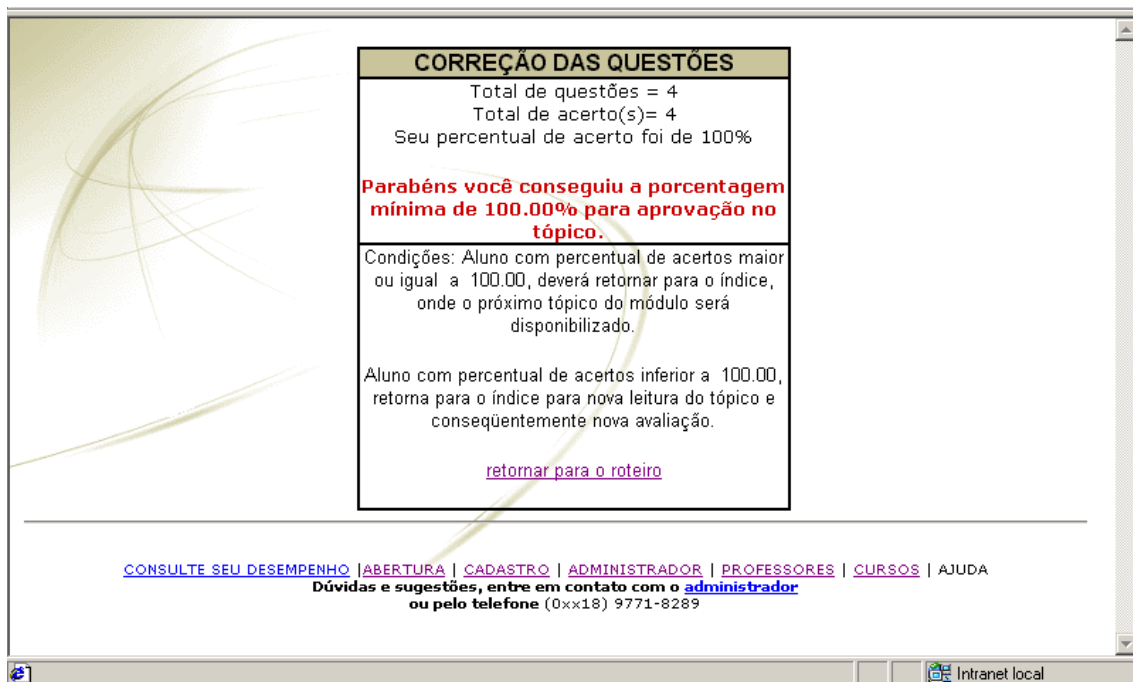 CORREÇÃO DAS QUESTÕES
Total de questões = 4
Total de acerto(s)= 4
Seu percentual de acerto foi de 100%
Parabéns você conseguiu a porcentagem
mínima de 100.00% para aprovação no
tópico.
Condições: Aluno com percentual de acertos maior
ou igual a 100.00, deverá retornar para o índice,
onde o próximo tópico do módulo será
disponibilizado.
Aluno com percentual de acertos inferior a 100.00,
retorna para o índice para nova leitura do tópico e
conseqüentemente nova avaliação.
retornar para o roteiro
CONSULTE SEU DESEMPENHO |ABERTURA | CADASTRO | ADMINISTRADOR | PROFESSORES | CURSOS | AJUDA
Dúvidas e sugestões, entre em contato com o administrador
ou pelo telefone (0xx18) 9771-8289
Intranet local